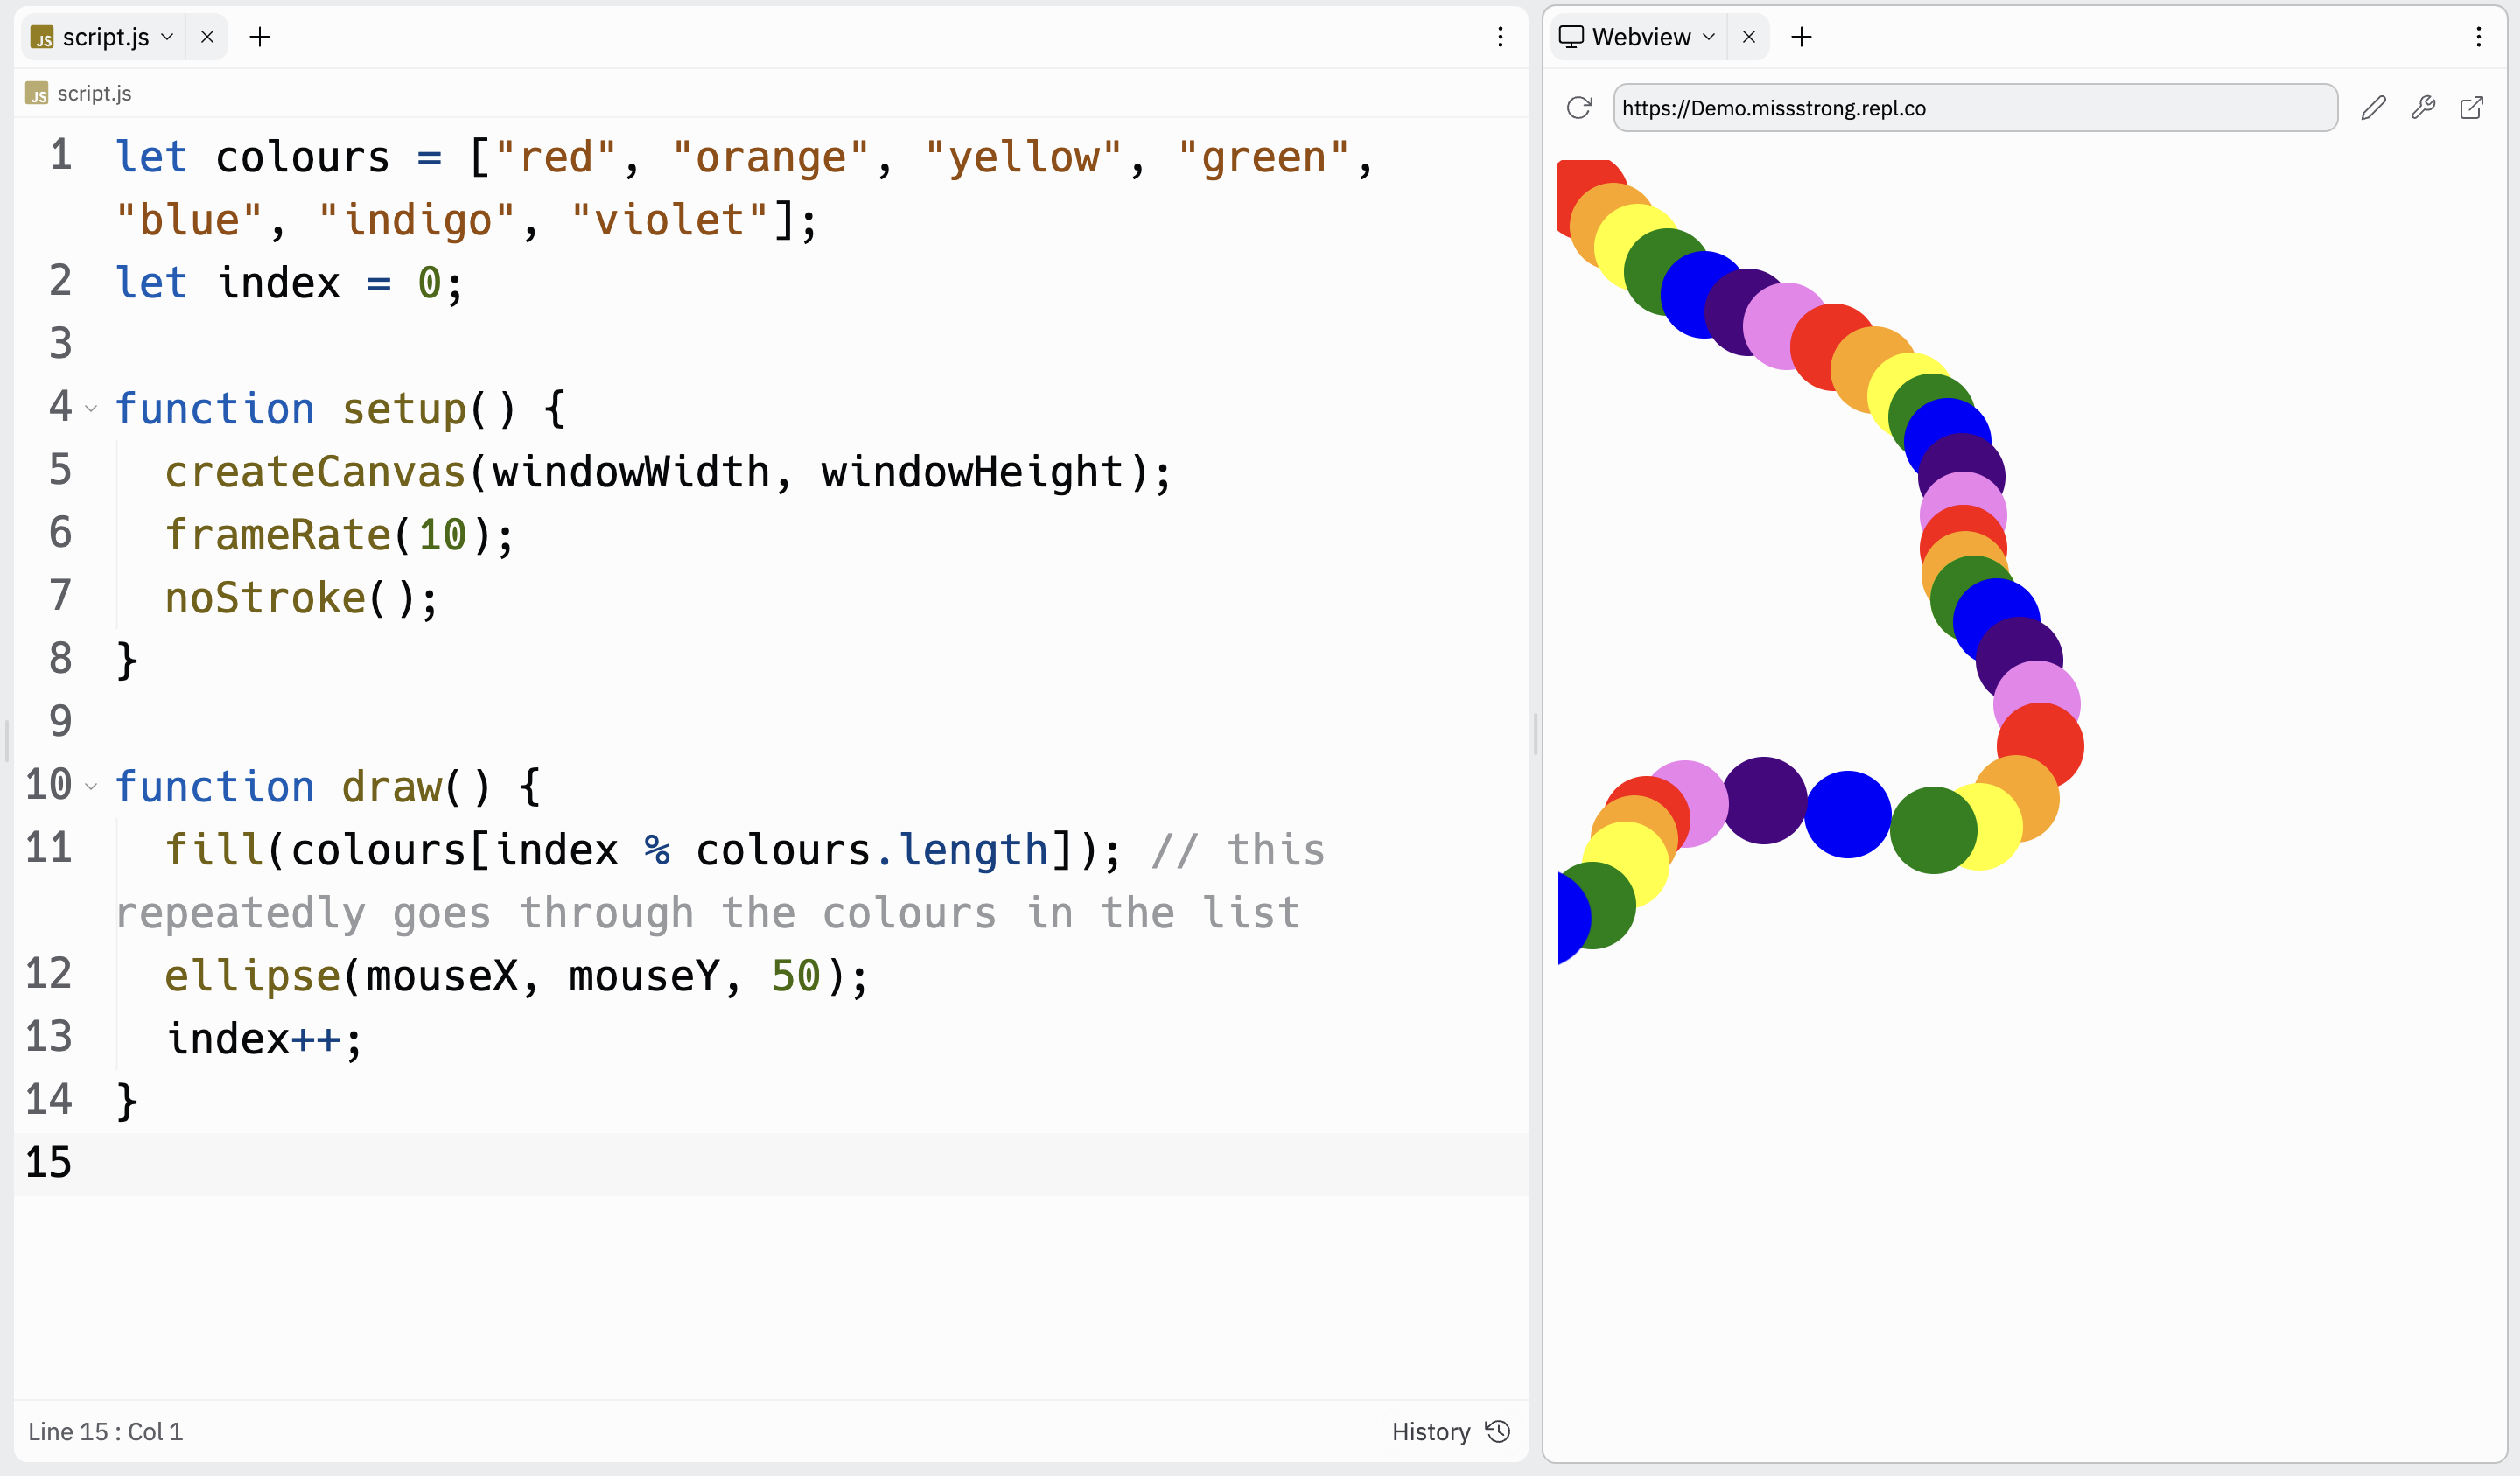 script.js
script.js
1 let colours = ["red", "orange", "yellow", "green",
"blue", "indigo", "violet"];
2 let index = 0;
3
4 function setup() {
5   createCanvas(windowWidth, windowHeight);
6   frameRate(10);
7   noStroke();
8 }
9
10 function draw() {
11   fill(colours[index % colours.length]); // this
repeatedly goes through the colours in the list
12   ellipse(mouseX, mouseY, 50);
13   index++;
14 }
15
Line 15 : Col 1
History
Webview
https://Demo.missstrong.repl.co